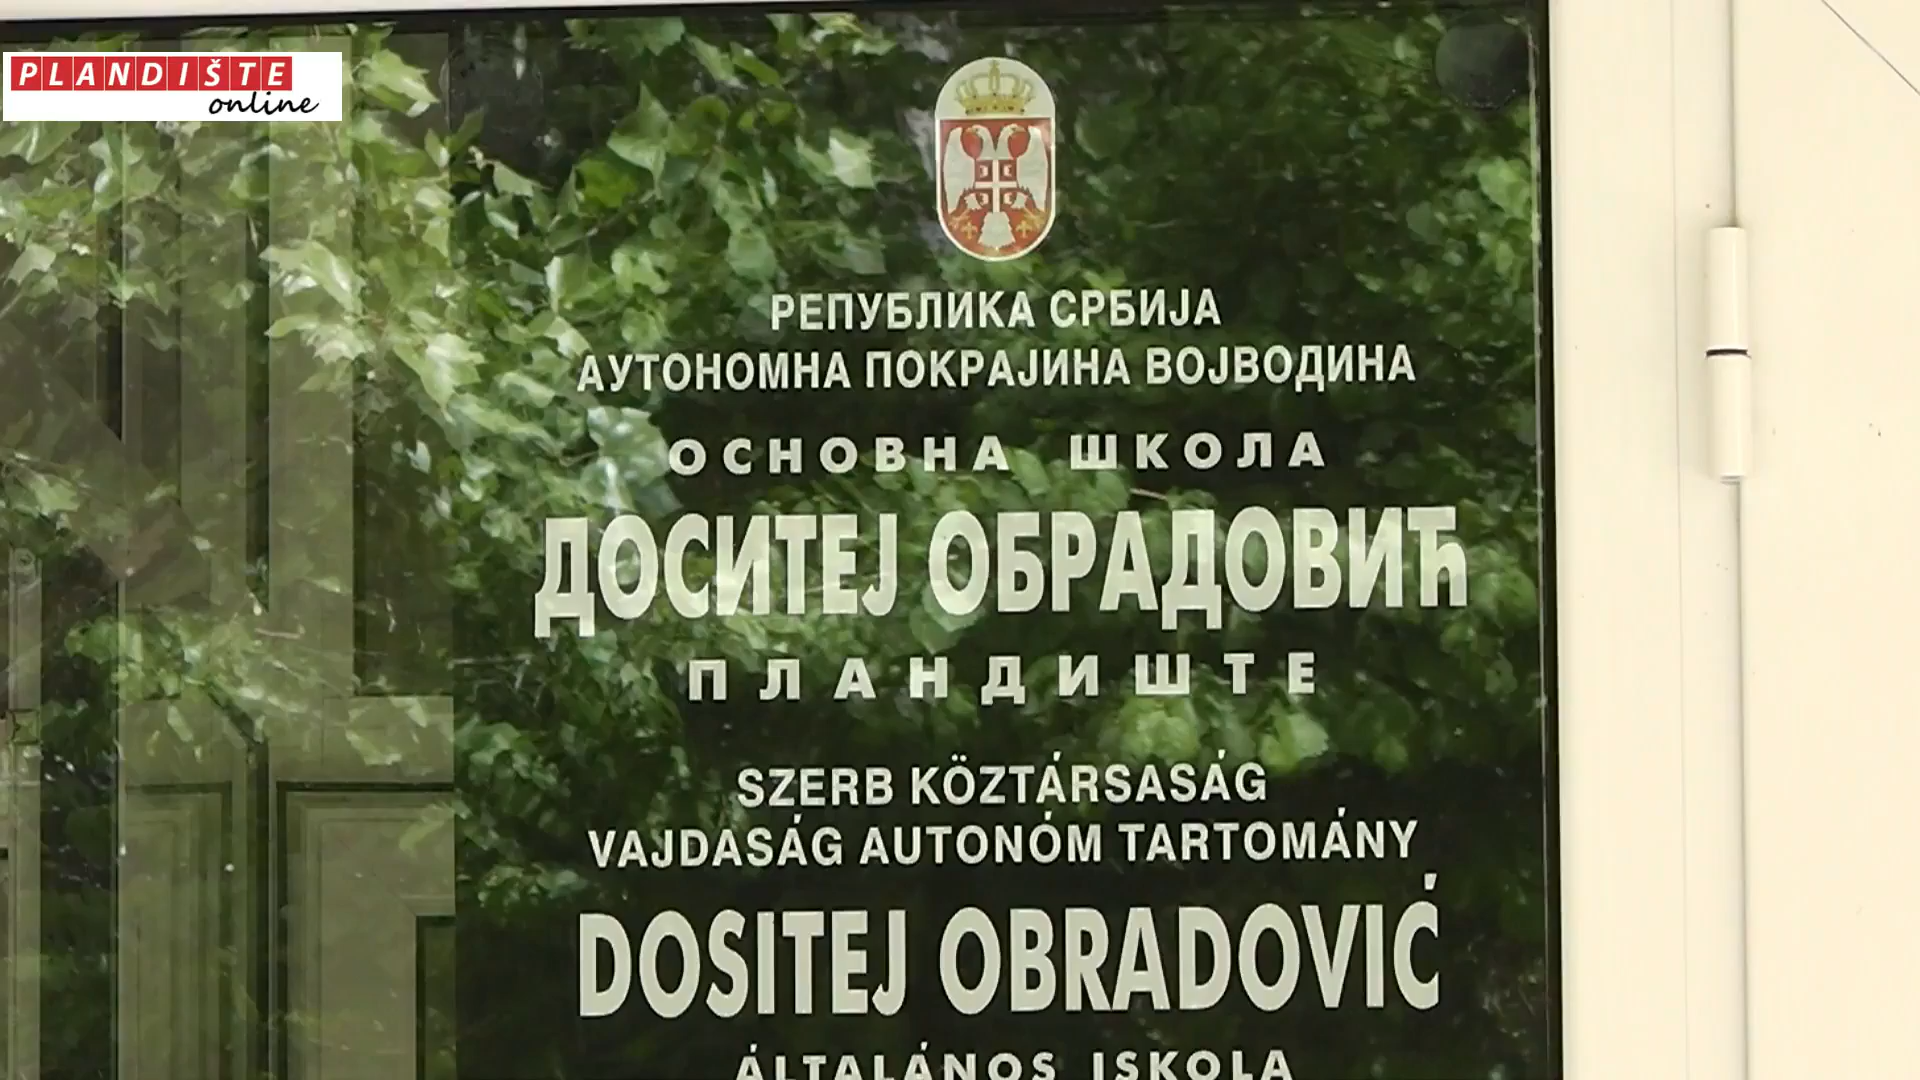 PLANDIŠTE
online
РЕПУБЛИКА СРБИЈА
АУТОНОМНА ПОКРАЈИНА ВОЈВОДИНА
ОСНОВНА ШКОЛА
ДОСИТЕЈ ОБРАДОВИЋ
ПЛАНДИШТЕ
SZERB KÖZTÁRSASÁG
VAJDASÁG AUTONÓM TARTOMÁNY
DOSITEJ OBRADOVIĆ
ÁLTALÁNOS ISKOLA